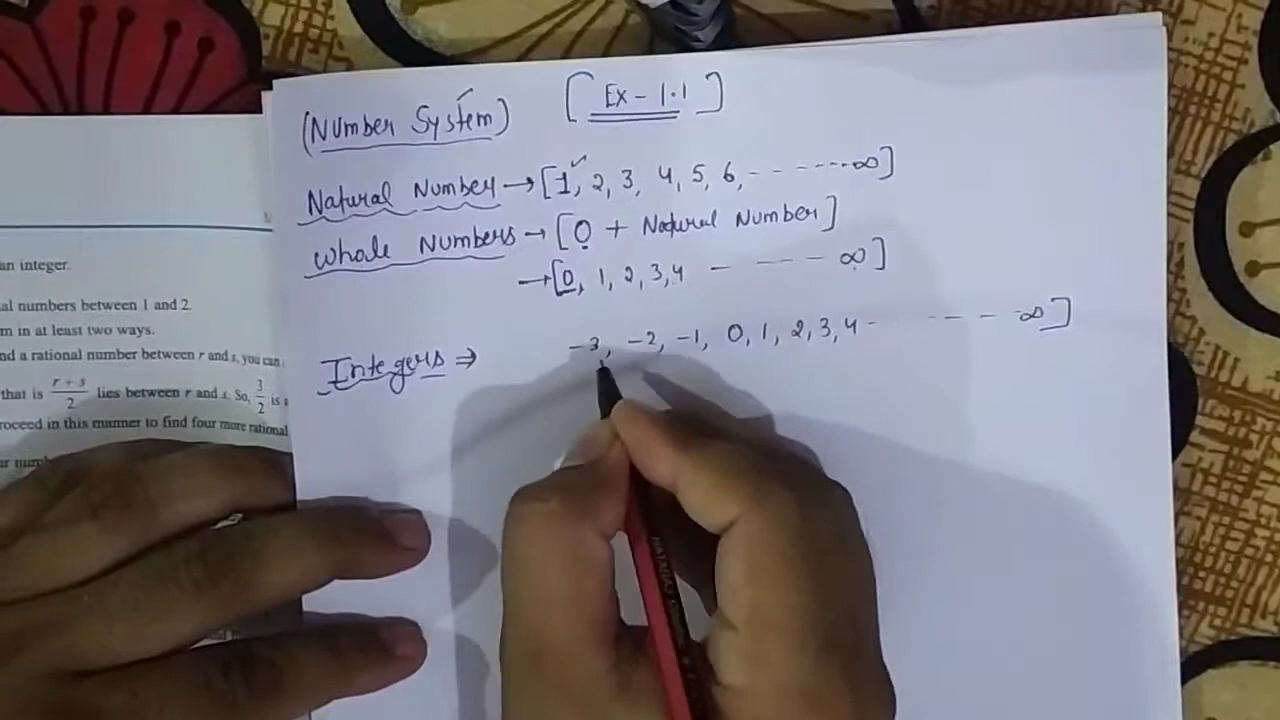 (Number System) [Ex - 1.1]
Natural Number → [1, 2, 3, 4, 5, 6, - - - - - - - ∞]
Whole Numbers → [0 + Natural Number]
→ [0, 1, 2, 3, 4 - - - - - ∞]
Integers ⇒ -3, -2, -1, 0, 1, 2, 3, 4 - - - - - ∞]
an integer.
al numbers between 1 and 2.
m in at least two ways.
nd a rational number between r and s, you can
that is r + s / 2 lies between r and s. So, 3/2 is
roceed in this manner to find four more rational
NATARAJ